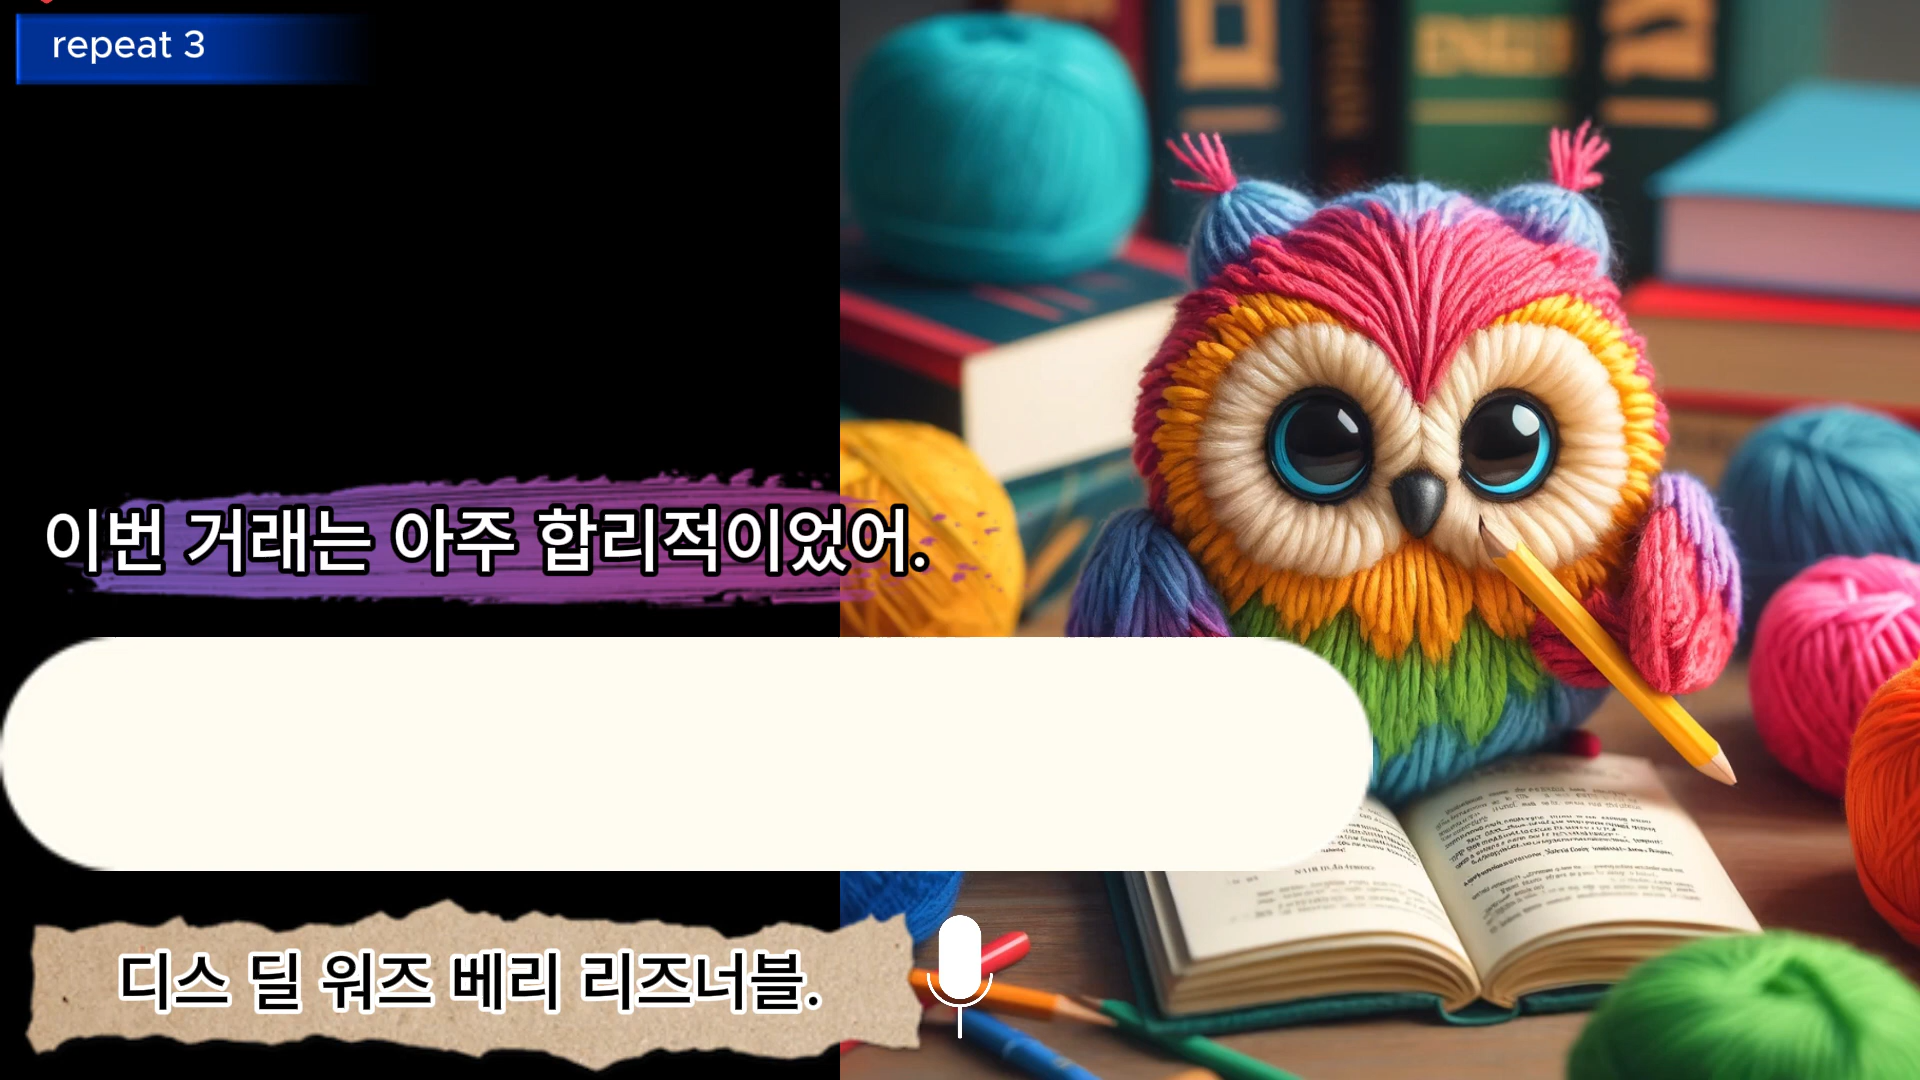 repeat 3
이번 거래는 아주 합리적이었어.
디스 딜 워즈 베리 리즈너블.